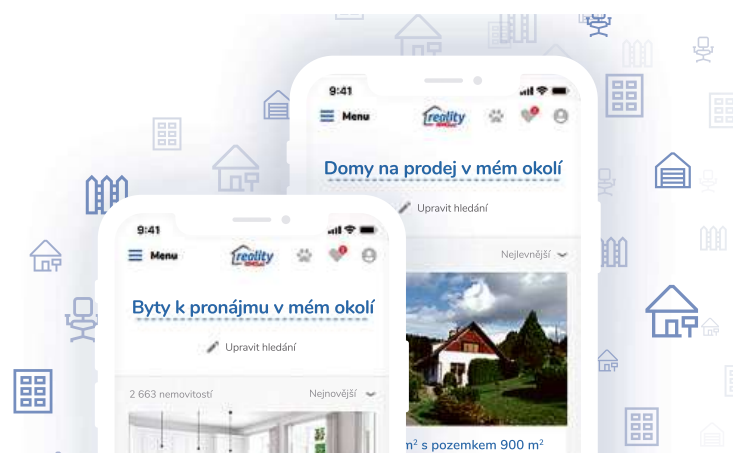 9:41
Menu
reality
Domy na prodej v mém okolí
Upravit hledání
Nejlevnější
m² s pozemkem 900 m²
9:41
Menu
reality
Byty k pronájmu v mém okolí
Upravit hledání
2 663 nemovitostí
Nejnovější